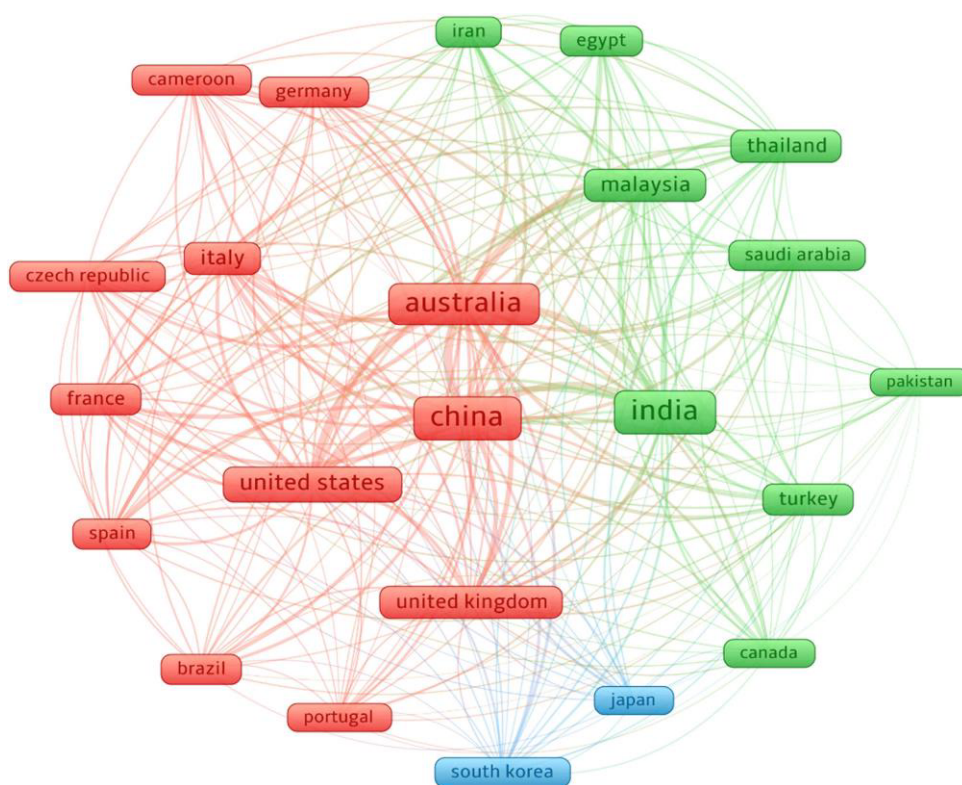 iran
egypt
cameroon
germany
thailand
malaysia
italy
saudi arabia
czech republic
australia
pakistan
france
china
india
united states
turkey
spain
united kingdom
canada
brazil
japan
portugal
south korea